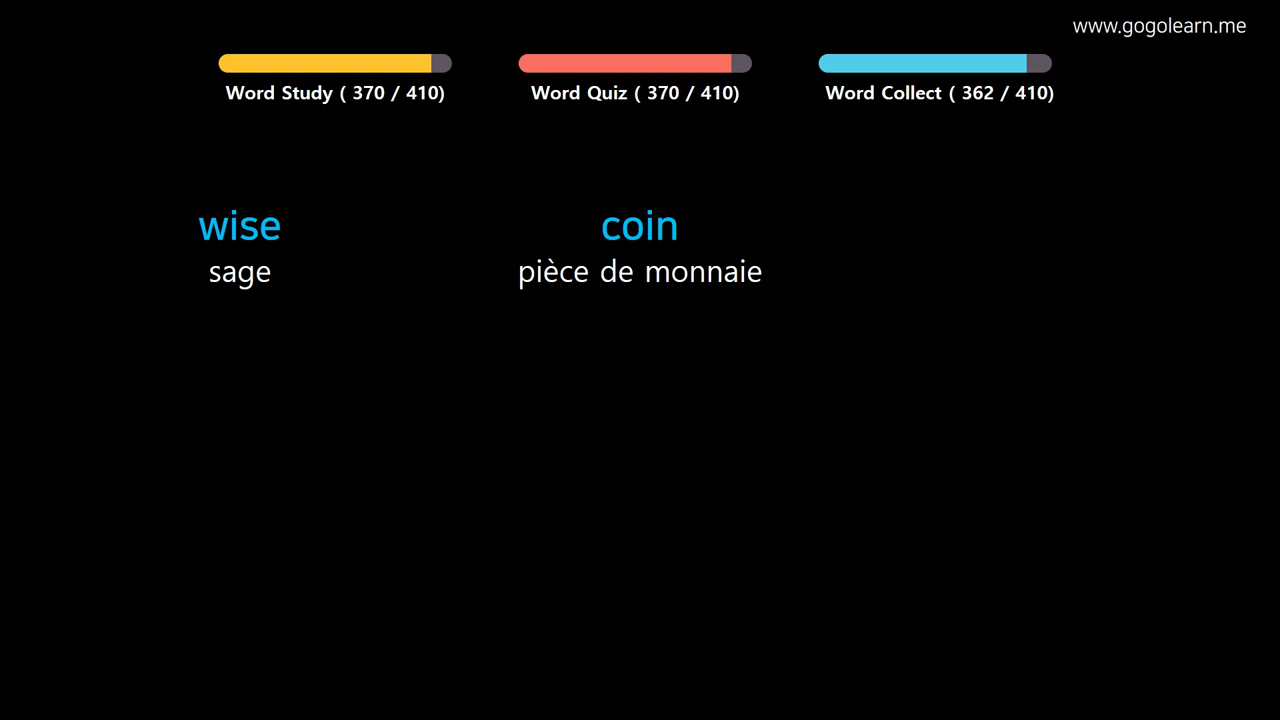 www.gogolearn.me
Word Study ( 370 / 410) Word Quiz ( 370 / 410) Word Collect ( 362 / 410)
wise coin
sage pièce de monnaie